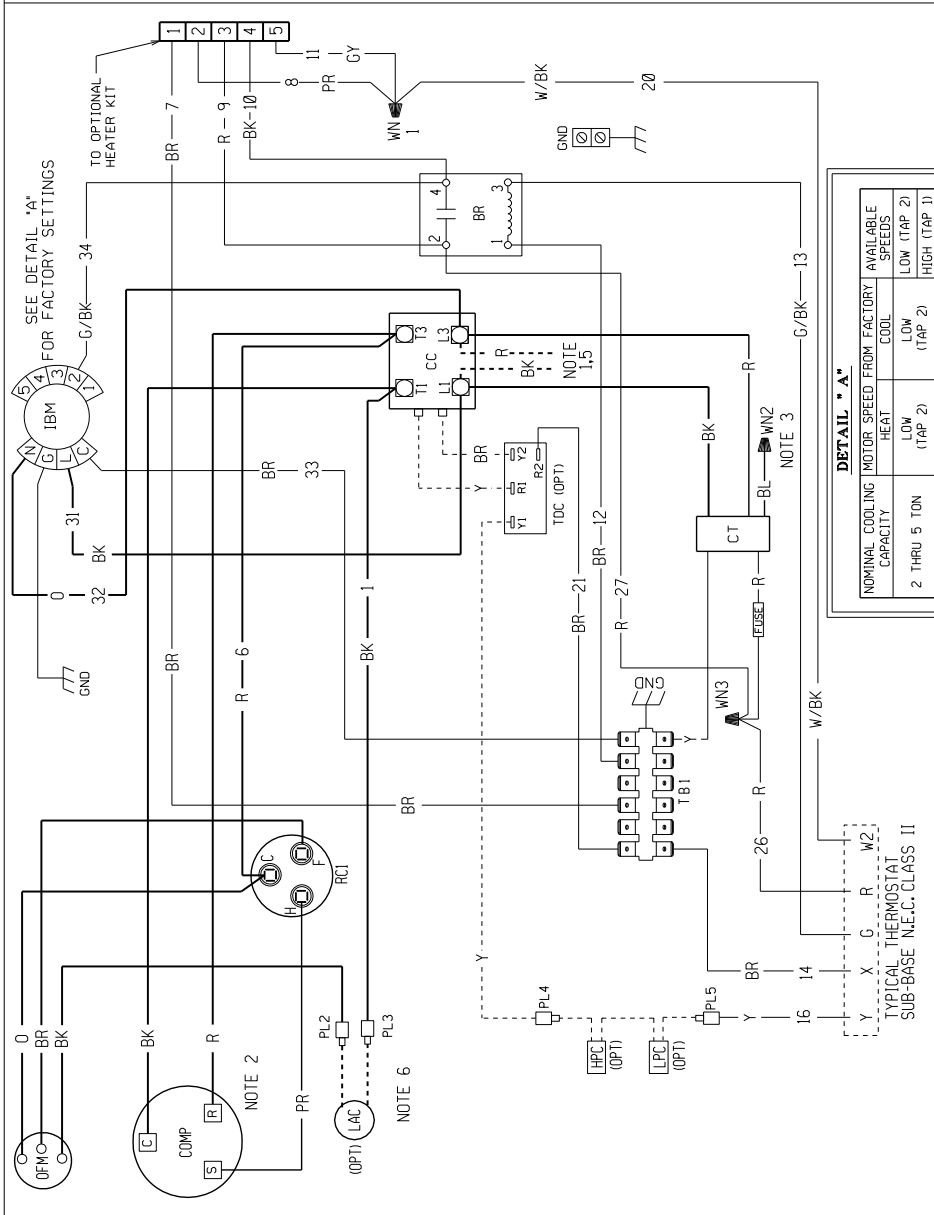 1
2
3
4
5
TO OPTIONAL
HEATER KIT
BR
7
R
9
BK
10
8
PR
11
GY
WN
1
W/BK
20
GND
SEE DETAIL "A"
FOR FACTORY SETTINGS
G/BK
34
IBM
5
4
3
2
1
N
G
L
C
31
BK
O
32
GND
BR
33
4
2
BR
3
1
G/BK
13
T3
T1
CC
L3
L1
R
BK
NOTE
1,5
BR
Y
Y2
R2
R1
Y1
TDC (OPT)
BK
R
BL
WN2
NOTE 3
CT
R
FUSE
BR
12
BR
21
R
27
BK
1
R
6
BR
BR
GND
WN3
Y
TB1
R
26
W/BK
C
F
H
RC1
O
BR
BK
OFM
BK
R
COMP
C
R
S
NOTE 2
PR
PL2
PL3
LAC
(OPT)
NOTE 6
Y
PL4
HPC
(OPT)
LPC
(OPT)
PL5
Y
16
BR
14
Y
X
G
R
W2
TYPICAL THERMOSTAT
SUB-BASE N.E.C. CLASS II
DETAIL " A"
NOMINAL COOLING
CAPACITY
MOTOR SPEED FROM FACTORY
HEAT
COOL
AVAILABLE
SPEEDS
2 THRU 5 TON
LOW
(TAP 2)
LOW
(TAP 2)
LOW (TAP 2)
HIGH (TAP 1)